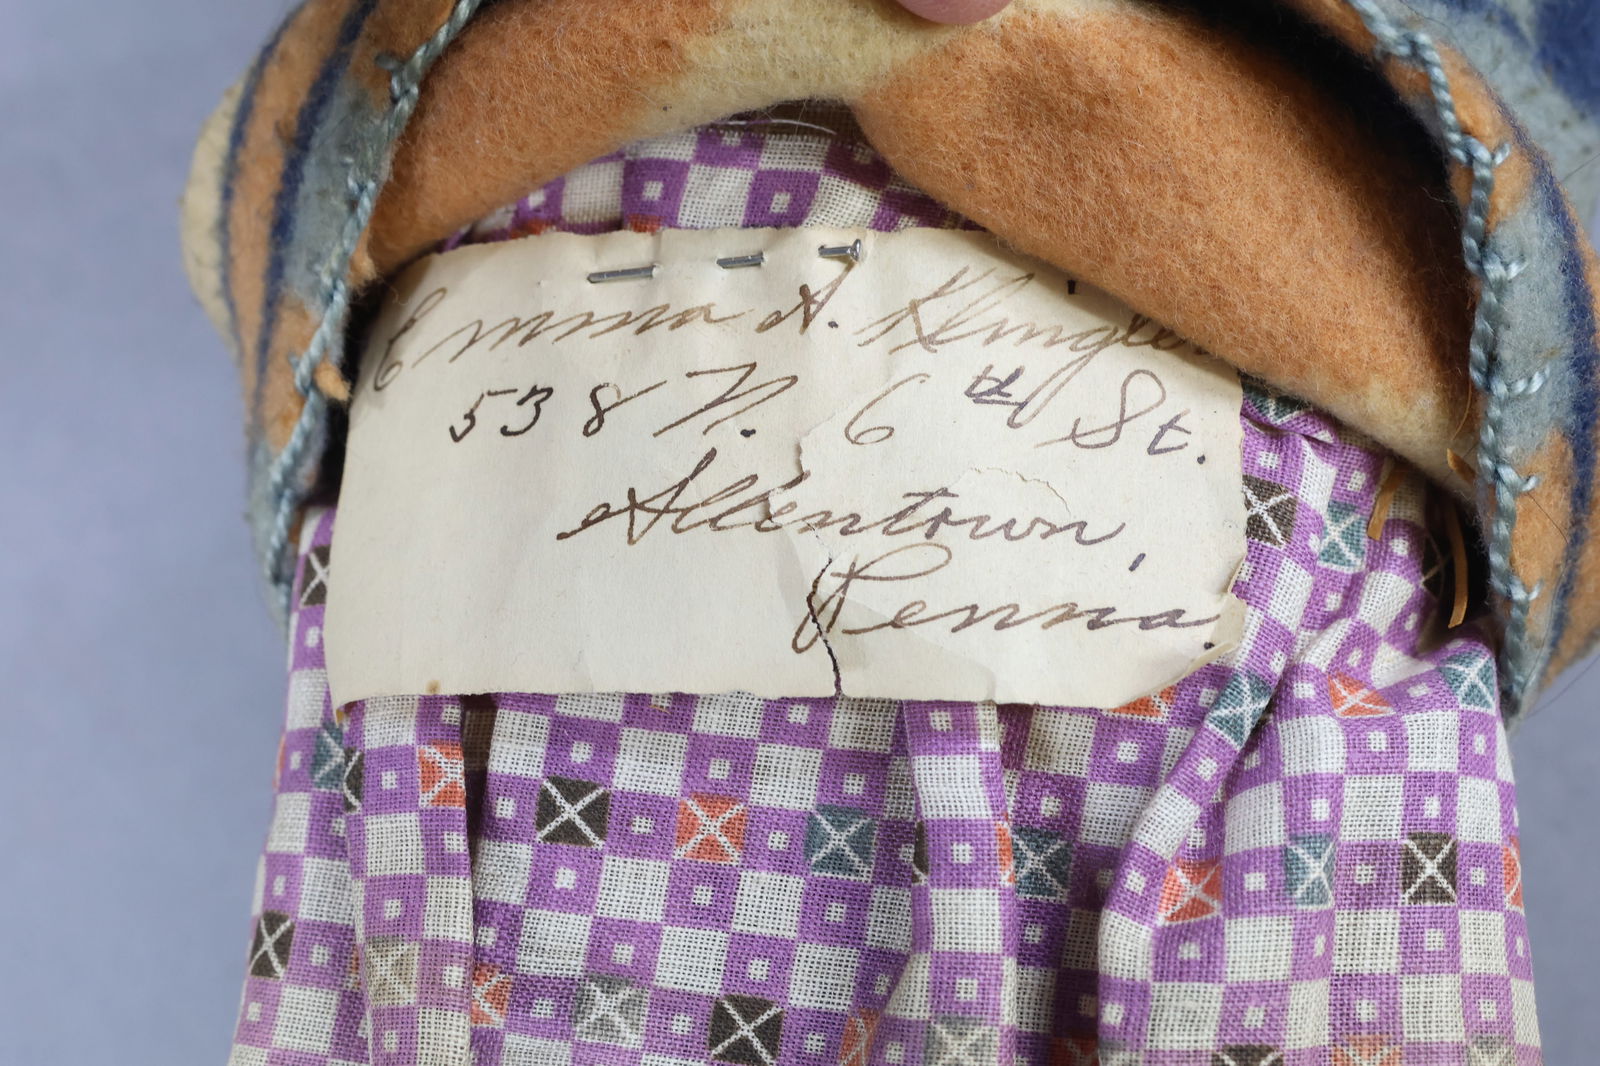 Emma A. Klingler
538 N. 6th St.
Allentown,
Penna.